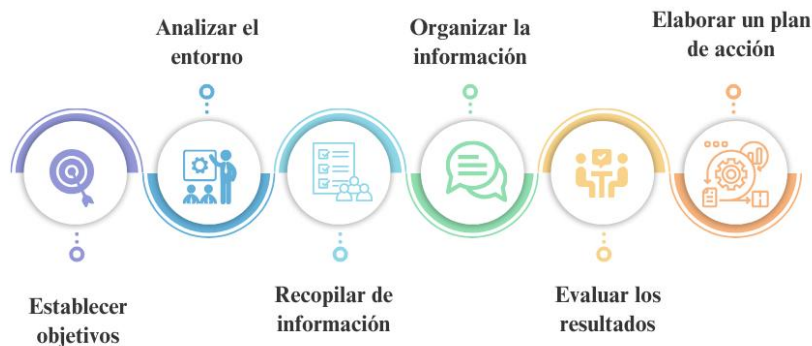 Establecer
objetivos
Analizar el
entorno
Recopilar de
información
Organizar la
información
Evaluar los
resultados
Elaborar un plan
de acción